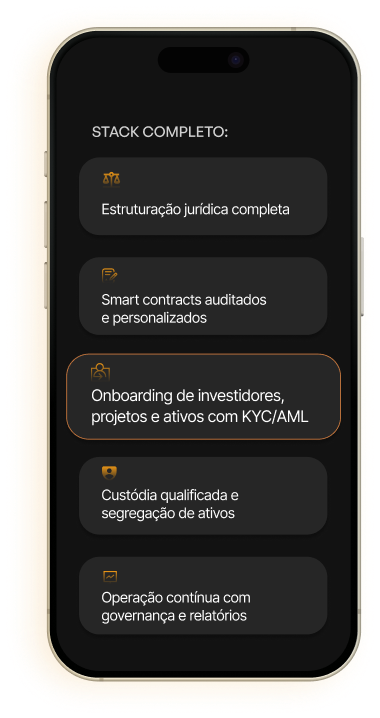 STACK COMPLETO:
Estruturação jurídica completa
Smart contracts auditados
e personalizados
Onboarding de investidores,
projetos e ativos com KYC/AML
Custódia qualificada e
segregação de ativos
Operação contínua com
governança e relatórios